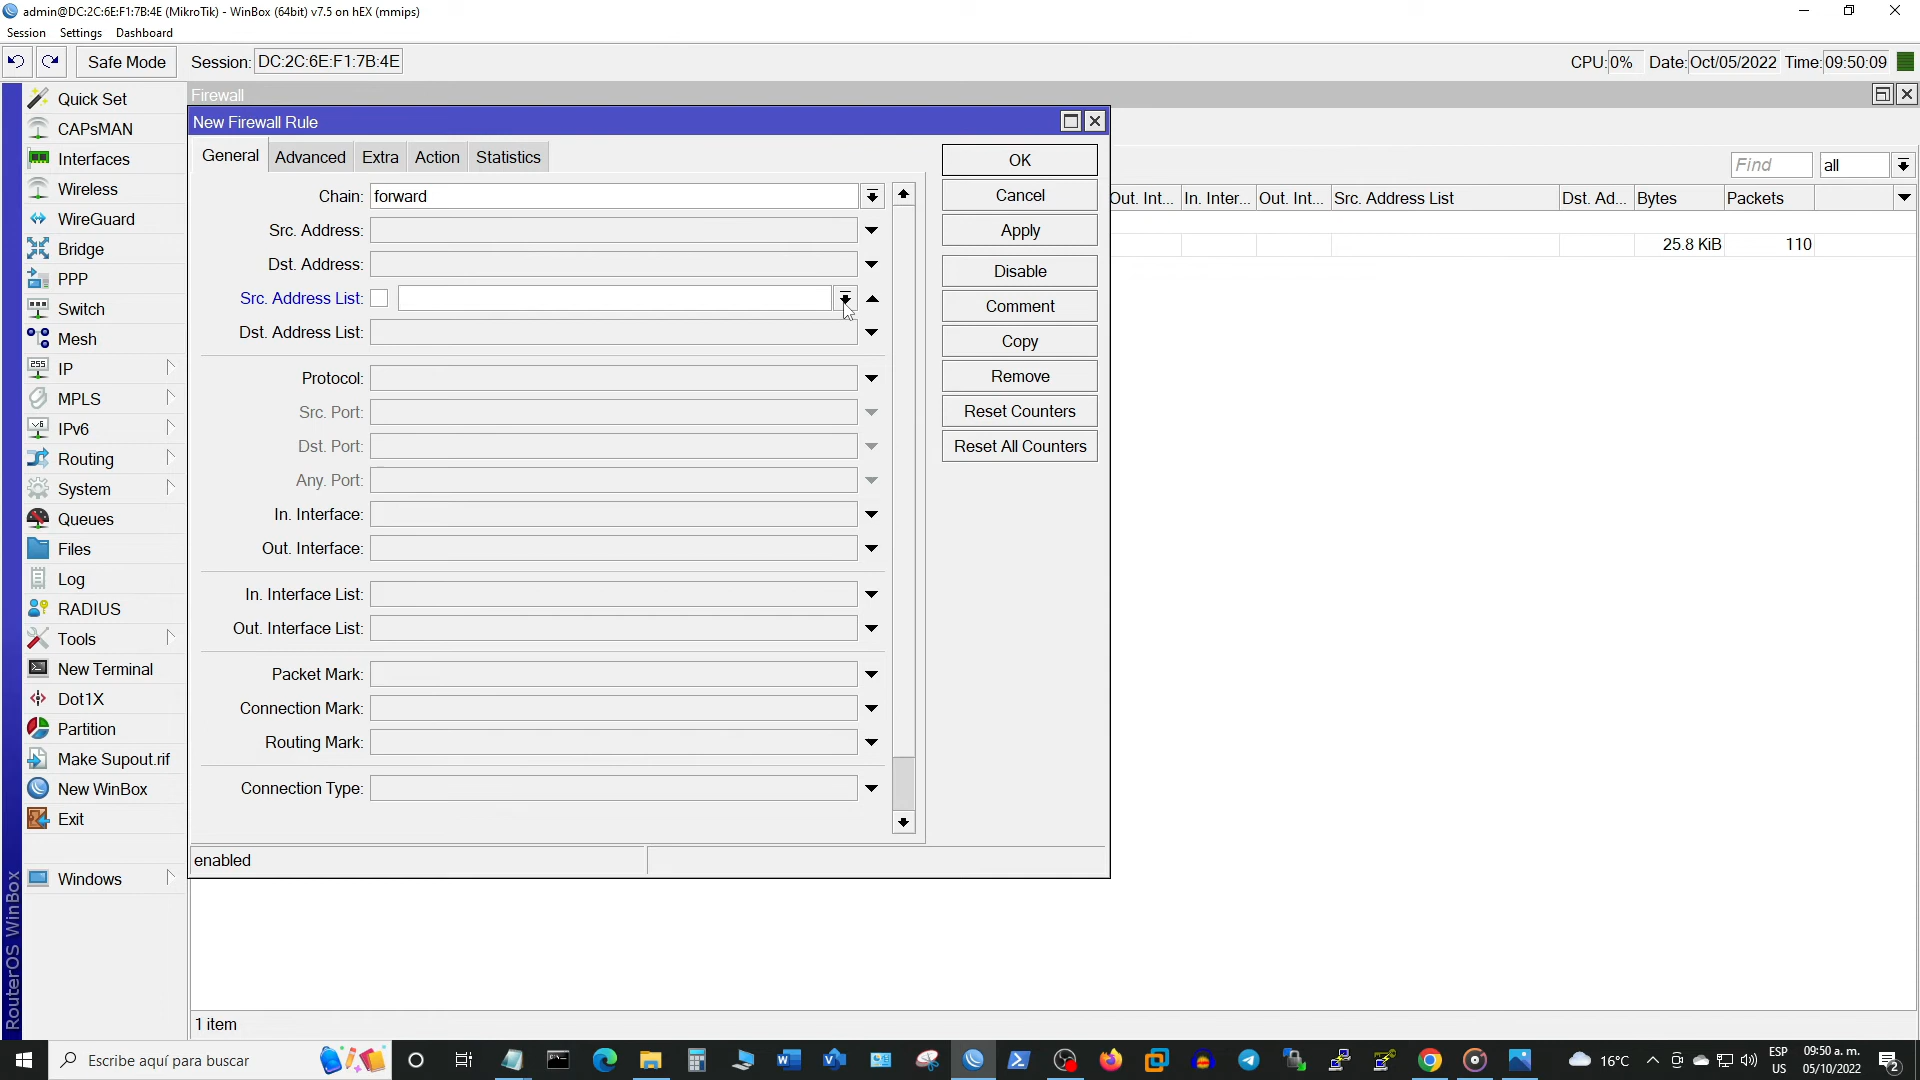 admin@DC:2C:6E:F1:7B:4E (MikroTik) - WinBox (64bit) v7.5 on hEX (mmips)
Session Settings Dashboard
Safe Mode Session: DC:2C:6E:F1:7B:4E CPU: 0% Date: Oct/05/2022 Time: 09:50:09
Quick Set
CAPsMAN
Interfaces
Wireless
WireGuard
Bridge
PPP
Switch
Mesh
IP
MPLS
IPv6
Routing
System
Queues
Files
Log
RADIUS
Tools
New Terminal
Dot1X
Partition
Make Supout.rif
New WinBox
Exit
Windows
RouterOS WinBox
Firewall
Find all
Out. Int... In. Inter... Out. Int... Src. Address List Dst. Ad... Bytes Packets
25.8 KiB 110
New Firewall Rule
General Advanced Extra Action Statistics
Chain: forward
Src. Address:
Dst. Address:
Src. Address List:
Dst. Address List:
Protocol:
Src. Port:
Dst. Port:
Any. Port:
In. Interface:
Out. Interface:
In. Interface List:
Out. Interface List:
Packet Mark:
Connection Mark:
Routing Mark:
Connection Type:
OK
Cancel
Apply
Disable
Comment
Copy
Remove
Reset Counters
Reset All Counters
enabled
1 item
Escribe aquí para buscar
16°C
ESP
US
09:50 a. m.
05/10/2022
2